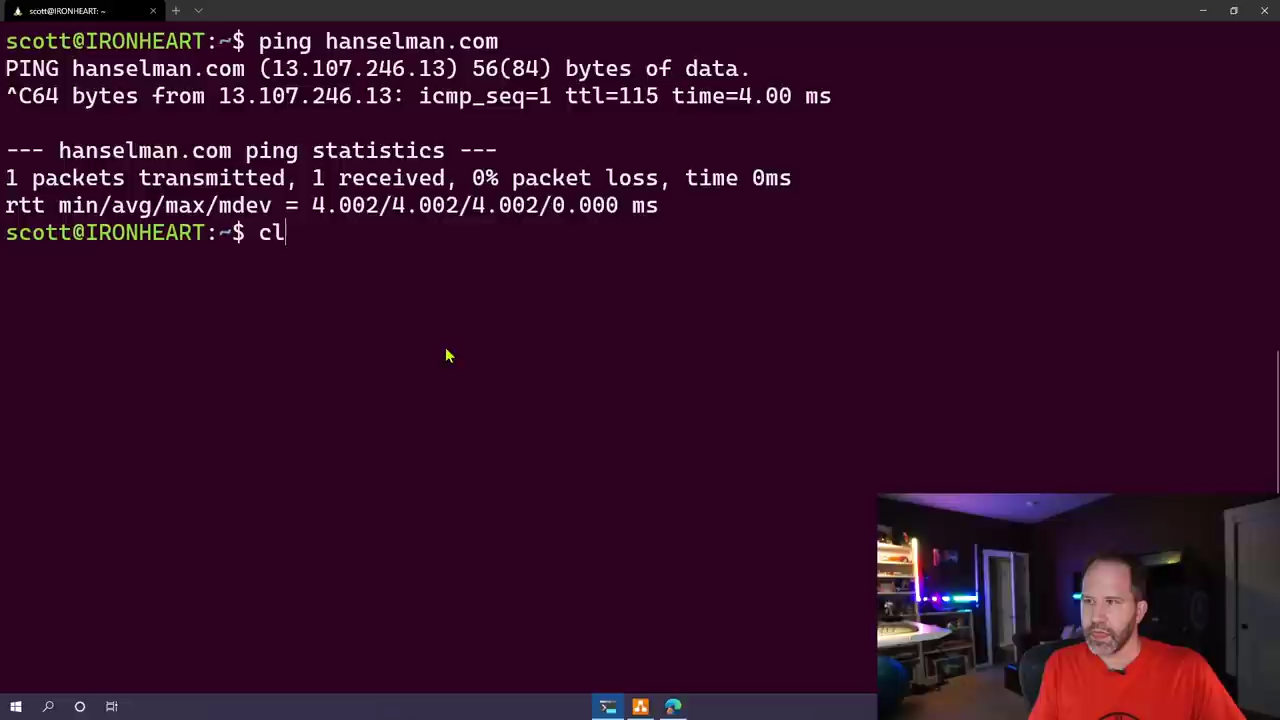 scott@IRONHEART: ~
scott@IRONHEART:~$ ping hanselman.com
PING hanselman.com (13.107.246.13) 56(84) bytes of data.
^C64 bytes from 13.107.246.13: icmp_seq=1 ttl=115 time=4.00 ms
--- hanselman.com ping statistics ---
1 packets transmitted, 1 received, 0% packet loss, time 0ms
rtt min/avg/max/mdev = 4.002/4.002/4.002/0.000 ms
scott@IRONHEART:~$ cl